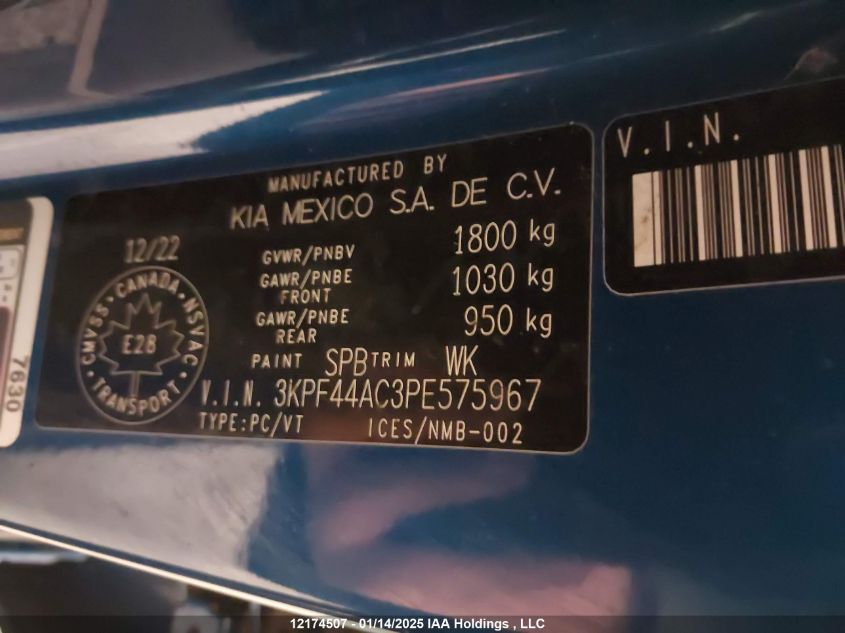 MANUFACTURED BY
KIA MEXICO S.A. DE C.V.
12/22
GVWR/PNBV 1800 kg
GAWR/PNBE FRONT 1030 kg
GAWR/PNBE REAR 950 kg
PAINT SPB TRIM WK
V.I.N. 3KPF44AC3PE575967
TYPE:PC/VT ICES/NMB-002
CMVSS · CANADA · NSVAC
E28
TRANSPORT
V.I.N.
7630
12174507 - 01/14/2025 IAA Holdings , LLC